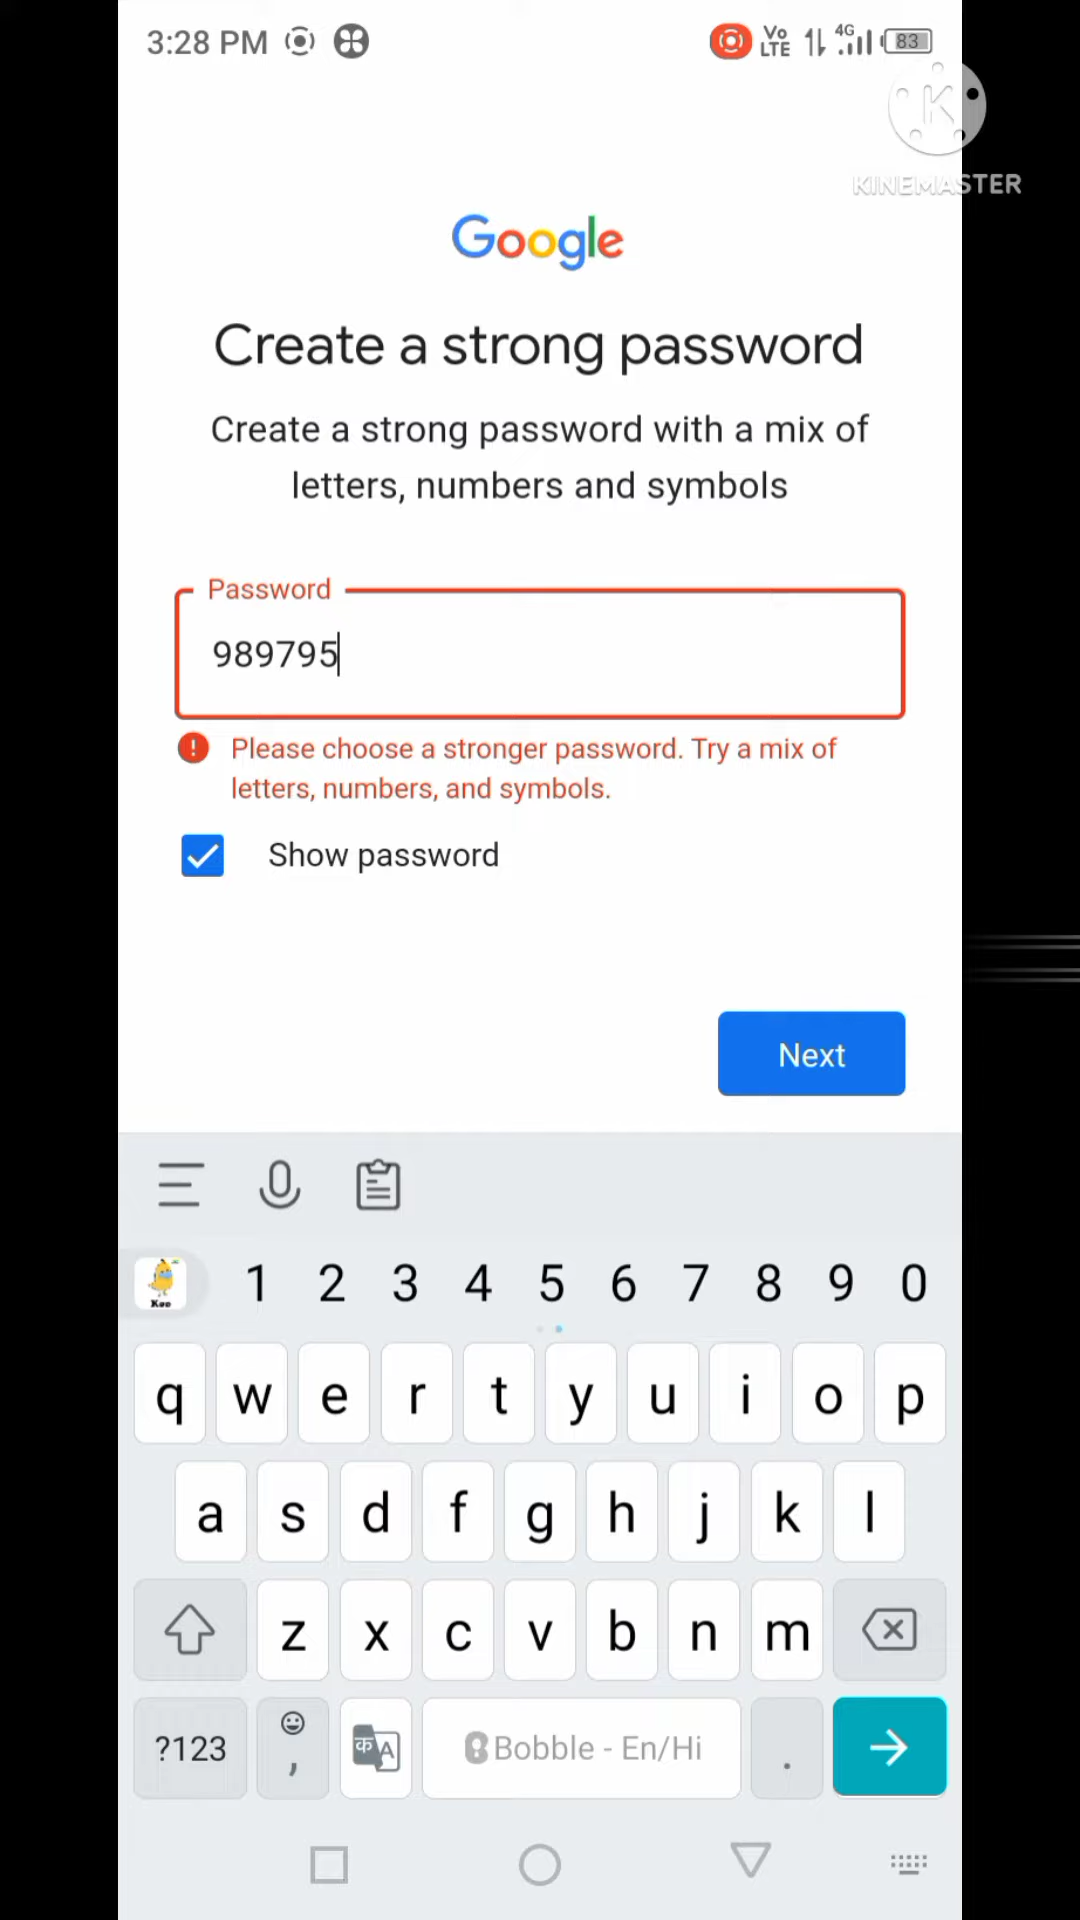 3:28 PM
Vo LTE 4G 83
K
KINEMASTER
Google
Create a strong password
Create a strong password with a mix of
letters, numbers and symbols
Password
989795
Please choose a stronger password. Try a mix of
letters, numbers, and symbols.
Show password
Next
Koo
1 2 3 4 5 6 7 8 9 0
q w e r t y u i o p
a s d f g h j k l
z x c v b n m
?123 , क A Bobble - En/Hi .